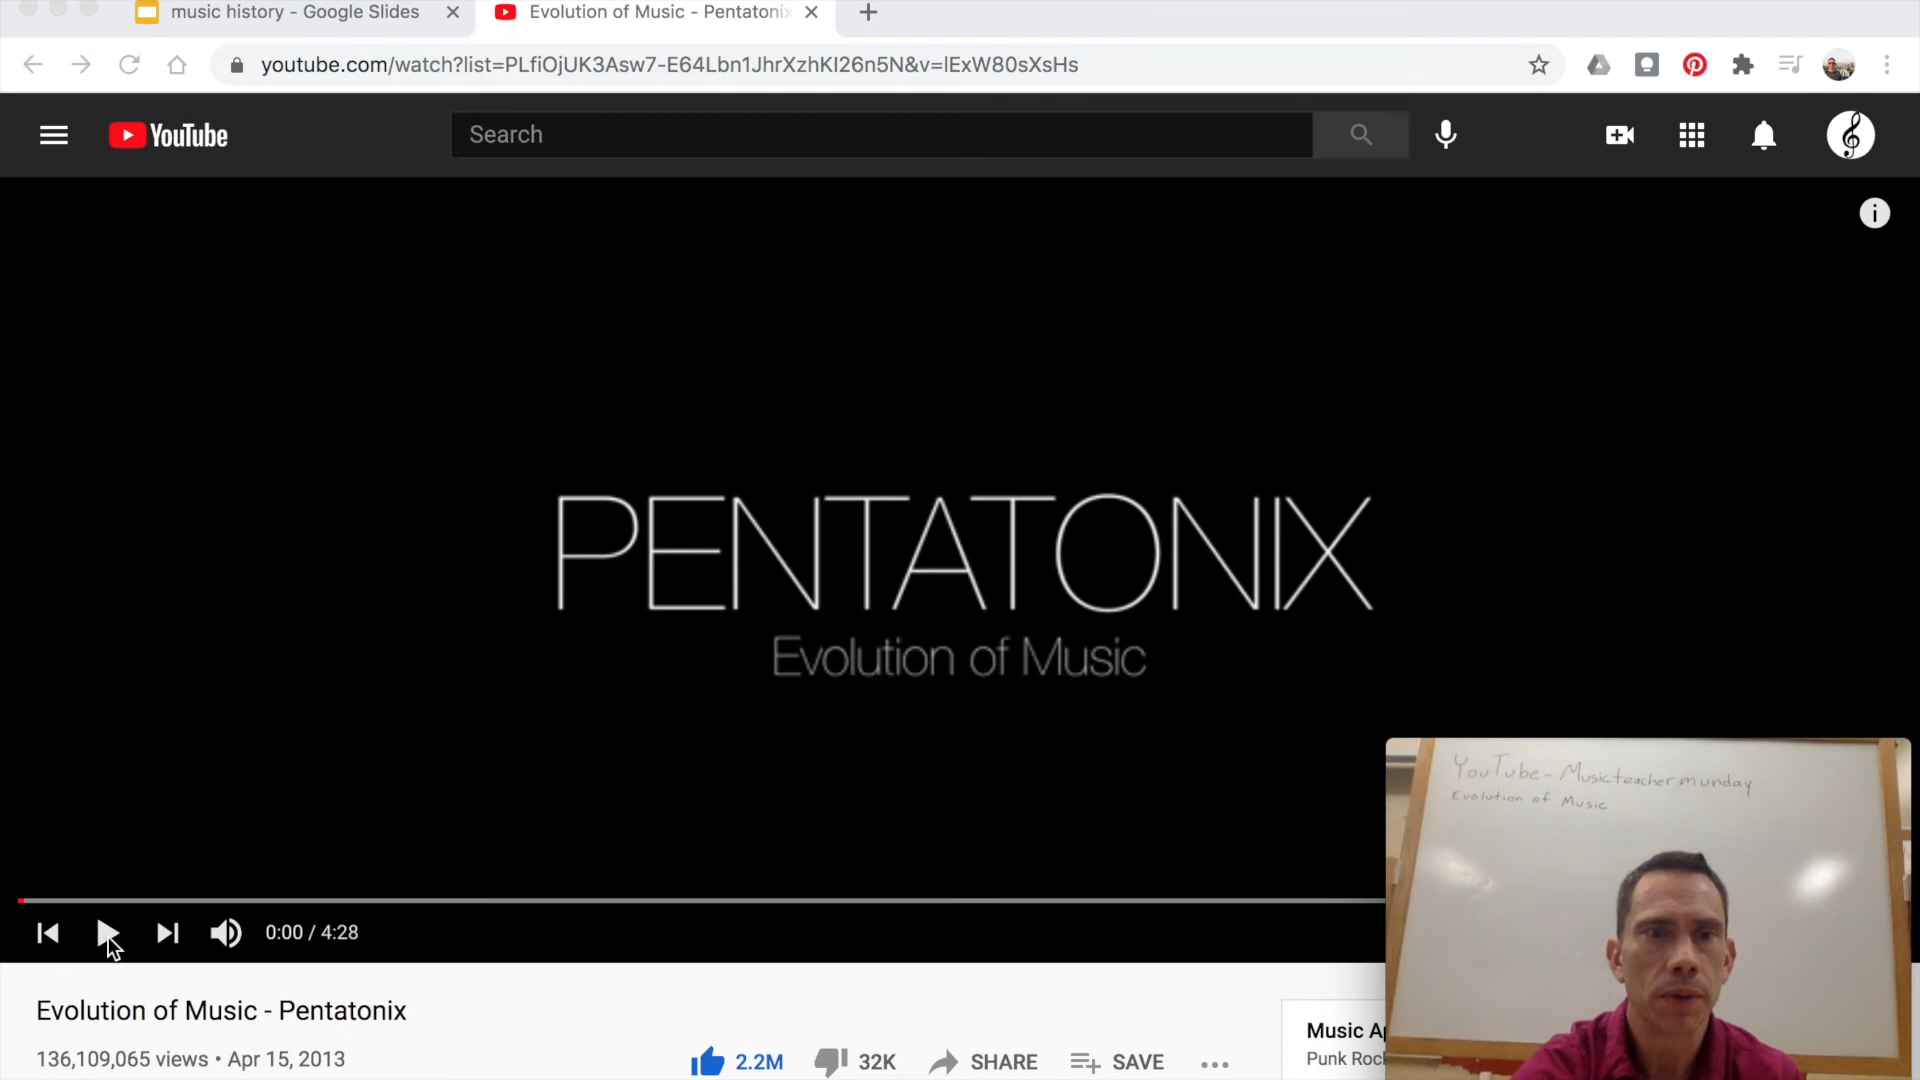 music history - Google Slides
Evolution of Music - Pentatonix
youtube.com/watch?list=PLfiOjUK3Asw7-E64Lbn1JhrXzhKI26n5N&v=lExW80sXsHs
YouTube
Search
i
PENTATONIX
Evolution of Music
YouTube - Musicteachermunday
Evolution of Music
0:00 / 4:28
Evolution of Music - Pentatonix
136,109,065 views • Apr 15, 2013
2.2M
32K
SHARE
SAVE
Music
Punk